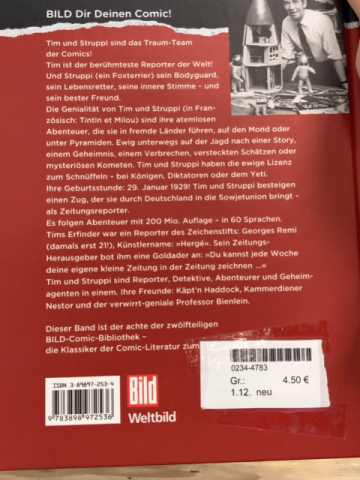 BILD Dir Deinen Comic!
Tim und Struppi sind das Traum-Team
der Comics!
Tim ist der berühmteste Reporter der Welt!
Und Struppi (ein Foxterrier) sein Bodyguard,
sein Lebensretter, seine innere Stimme – und
sein bester Freund.
Die Genialität von Tim und Struppi (in Fran-
zösisch: Tintin et Milou) sind ihre atemlosen
Abenteuer, die sie in fremde Länder führen, auf den Mond oder
unter Pyramiden. Ewig unterwegs auf der Jagd nach einer Story,
einem Geheimnis, einem Verbrechen, versteckten Schätzen oder
mysteriösen Kometen. Tim und Struppi haben die ewige Lizenz
zum Schnüffeln – bei Königen, Diktatoren oder dem Yeti.
Ihre Geburtsstunde: 29. Januar 1929! Tim und Struppi besteigen
einen Zug, der sie durch Deutschland in die Sowjetunion bringt –
als Zeitungsreporter.
Es folgen Abenteuer mit 200 Mio. Auflage – in 60 Sprachen.
Tims Erfinder war ein Reporter des Zeichenstifts: Georges Remi
(damals erst 21!), Künstlername: »Hergé«. Sein Zeitungs-
Herausgeber bot ihm eine Goldader an: »Du kannst jede Woche
deine eigene kleine Zeitung in der Zeitung zeichnen ...«
Tim und Struppi sind Reporter, Detektive, Abenteurer und Geheim-
agenten in einem. Ihre Freunde: Käpt'n Haddock, Kammerdiener
Nestor und der verwirrt-geniale Professor Bienlein.
Dieser Band ist der achte der zwölfteiligen
BILD-Comic-Bibliothek –
die Klassiker der Comic-Literatur zum
0234-4783
Gr.: 4.50 €
1.12. neu
ISBN 3-89897-253-4
9783898972536
Bild
Weltbild